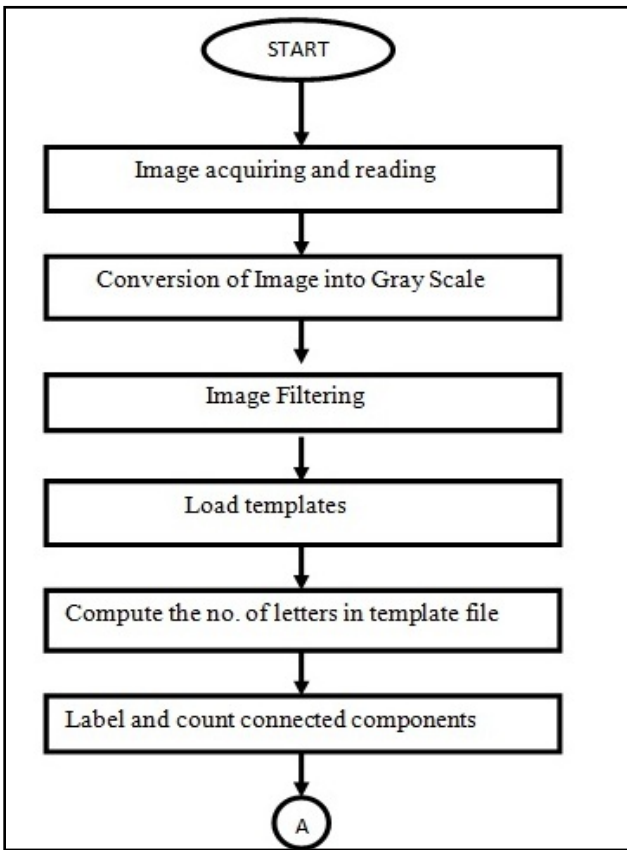 START
Image acquiring and reading
Conversion of Image into Gray Scale
Image Filtering
Load templates
Compute the no. of letters in template file
Label and count connected components
A